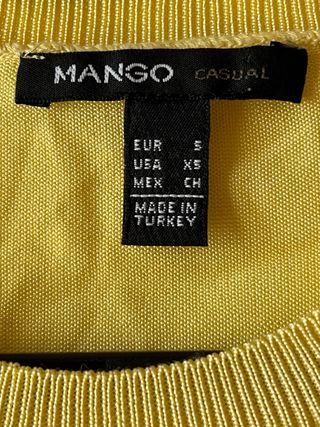 MANGO CASUAL
EUR S
USA XS
MEX CH
MADE IN
TURKEY